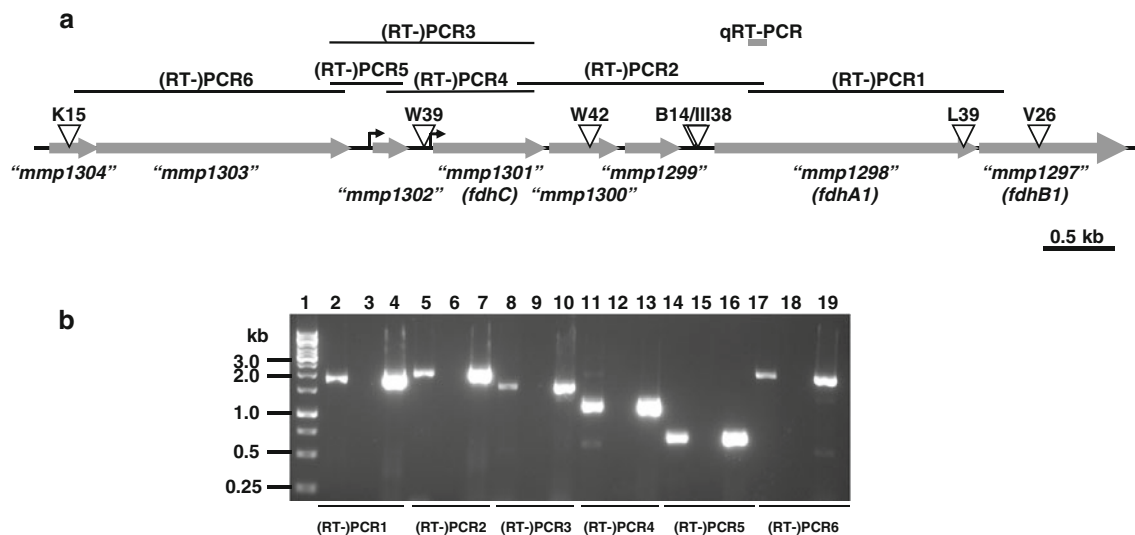 a
(RT-)PCR3
qRT-PCR
(RT-)PCR6
(RT-)PCR5
(RT-)PCR4
(RT-)PCR2
(RT-)PCR1
K15
W39
W42
B14/III38
L39
V26
“mmp1304”
“mmp1303”
“mmp1302”
“mmp1301”
(fdhC)
“mmp1300”
“mmp1299”
“mmp1298”
(fdhA1)
“mmp1297”
(fdhB1)
0.5 kb
b
1 2 3 4 5 6 7 8 9 10 11 12 13 14 15 16 17 18 19
kb
3.0
2.0
1.0
0.5
0.25
(RT-)PCR1 (RT-)PCR2 (RT-)PCR3 (RT-)PCR4 (RT-)PCR5 (RT-)PCR6